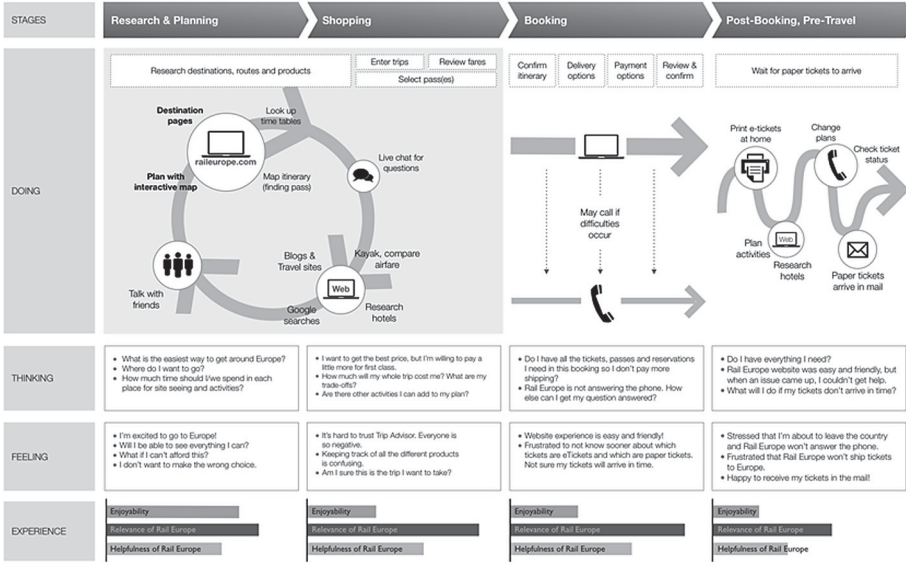 STAGES
Research & Planning
Shopping
Booking
Post-Booking, Pre-Travel
DOING
Research destinations, routes and products
Enter trips
Review fares
Select pass(es)
Confirm
itinerary
Delivery
options
Payment
options
Review &
confirm
Wait for paper tickets to arrive
Destination
pages
Look up
time tables
raileurope.com
Plan with
interactive map
Map itinerary
(finding pass)
Live chat for
questions
Blogs &
Travel sites
Kayak, compare
airfare
Web
Talk with
friends
Google
searches
Research
hotels
May call if
difficulties
occur
Print e-tickets
at home
Change
plans
Check ticket
status
Plan
activities
Web
Research
hotels
Paper tickets
arrive in mail
THINKING
• What is the easiest way to get around Europe?
• Where do I want to go?
• How much time should I/we spend in each
place for site seeing and activities?
• I want to get the best price, but I'm willing to pay a
little more for first class.
• How much will my whole trip cost me? What are my
trade-offs?
• Are there other activities I can add to my plan?
• Do I have all the tickets, passes and reservations
I need in this booking so I don't pay more
shipping?
• Rail Europe is not answering the phone. How
else can I get my question answered?
• Do I have everything I need?
• Rail Europe website was easy and friendly, but
when an issue came up, I couldn't get help.
• What will I do if my tickets don't arrive in time?
FEELING
• I'm excited to go to Europe!
• Will I be able to see everything I can?
• What if I can't afford this?
• I don't want to make the wrong choice.
• It's hard to trust Trip Advisor. Everyone is
so negative.
• Keeping track of all the different products
is confusing.
• Am I sure this is the trip I want to take?
• Website experience is easy and friendly!
• Frustrated to not know sooner about which
tickets are eTickets and which are paper tickets.
Not sure my tickets will arrive in time.
• Stressed that I'm about to leave the country
and Rail Europe won't answer the phone.
• Frustrated that Rail Europe won't ship tickets
to Europe.
• Happy to receive my tickets in the mail!
EXPERIENCE
Enjoyability
Relevance of Rail Europe
Helpfulness of Rail Europe
Enjoyability
Relevance of Rail Europe
Helpfulness of Rail Europe
Enjoyability
Relevance of Rail Europe
Helpfulness of Rail Europe
Enjoyability
Relevance of Rail Europe
Helpfulness of Rail Europe